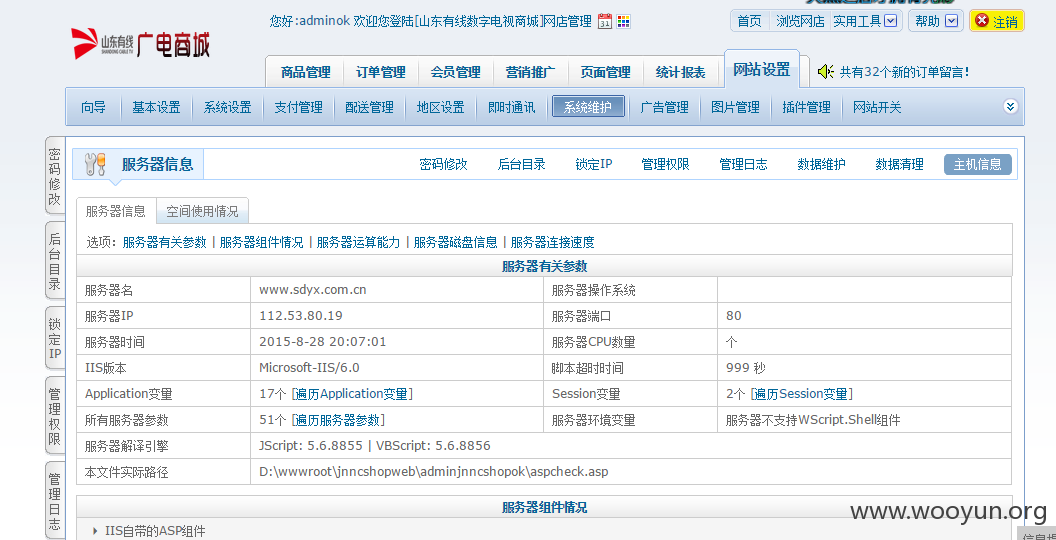 您好:adminok 欢迎您登陆[山东有线数字电视商城]网店管理 31
首页 浏览网店 实用工具 帮助 注销
山东有线 广电商城
SHANDONG CABLE TV
商品管理 订单管理 会员管理 营销推广 页面管理 统计报表 网站设置 共有32个新的订单留言!
向导 基本设置 系统设置 支付管理 配送管理 地区设置 即时通讯 系统维护 广告管理 图片管理 插件管理 网站开关
密码修改
后台目录
锁定IP
管理权限
管理日志
服务器信息 密码修改 后台目录 锁定IP 管理权限 管理日志 数据维护 数据清理 主机信息
服务器信息 空间使用情况
选项: 服务器有关参数 | 服务器组件情况 | 服务器运算能力 | 服务器磁盘信息 | 服务器连接速度
服务器有关参数
服务器名 www.sdyx.com.cn 服务器操作系统
服务器IP 112.53.80.19 服务器端口 80
服务器时间 2015-8-28 20:07:01 服务器CPU数量 个
IIS版本 Microsoft-IIS/6.0 脚本超时时间 999 秒
Application变量 17个 [遍历Application变量] Session变量 2个 [遍历Session变量]
所有服务器参数 51个 [遍历服务器参数] 服务器环境变量 服务器不支持WScript.Shell组件
服务器解译引擎 JScript: 5.6.8855 | VBScript: 5.6.8856
本文件实际路径 D:\wwwroot\jnncshopweb\adminjnncshopok\aspcheck.asp
服务器组件情况
IIS自带的ASP组件
www.wooyun.org